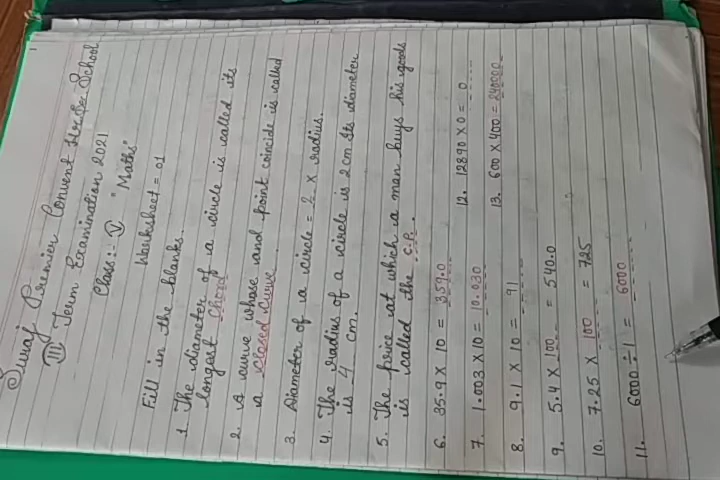 Suraj Premier Convent Hr. Sc. School
III Term Examination 2021
Class :- V "Maths"
Worksheet = 01
Fill in the blanks.
1. The diameter of a circle is called its
longest chord
2. A curve whose end point coincide is called
a closed curve.
3. Diameter of a circle = 2 x radius.
4. The radius of a circle is 2 cm Its diameter
is 4 cm.
5. The price at which a man buys his goods
is called the C.P.
6. 35.9 X 10 = 359.0
7. 1.003 X 10 = 10.030
8. 9.1 X 10 = 91
9. 5.4 X 100 = 540.0
10. 7.25 X 100 = 725
11. 6000 ÷ 1 = 6000
12. 12890 X 0 = 0
13. 600 X 400 = 240000